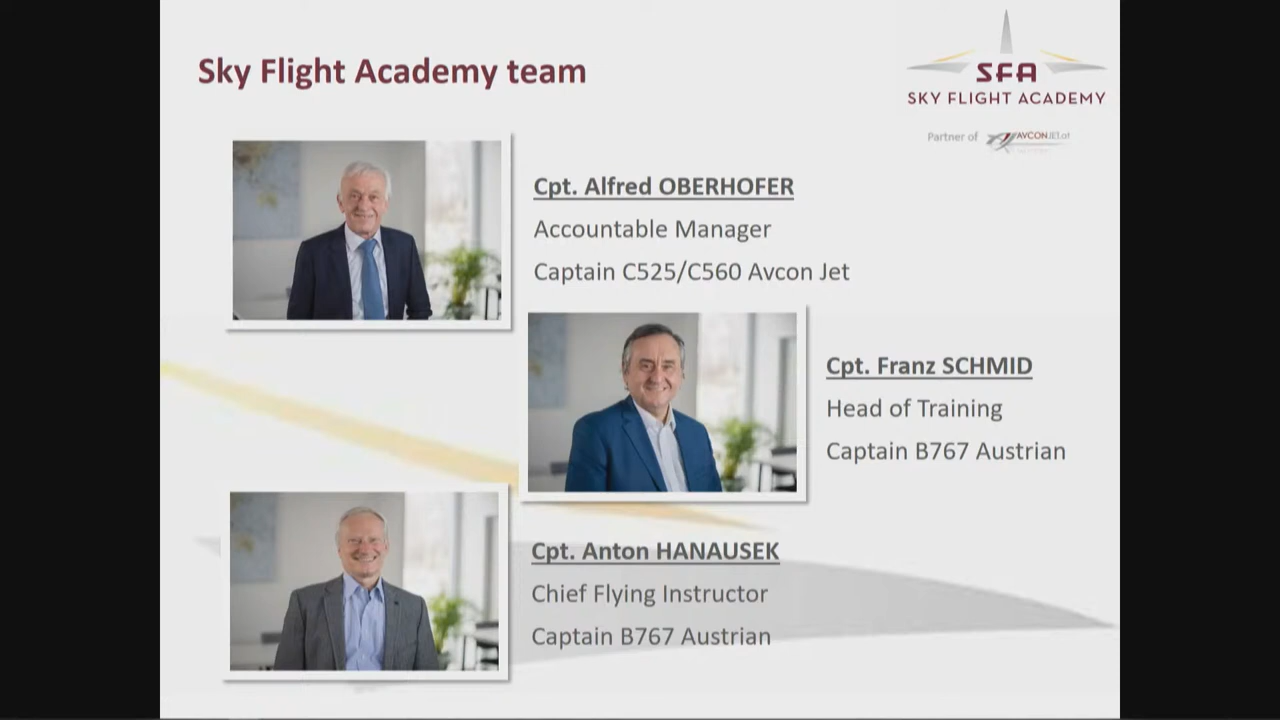 Sky Flight Academy team
SFA
SKY FLIGHT ACADEMY
Partner of AVCONJET.at
Cpt. Alfred OBERHOFER
Accountable Manager
Captain C525/C560 Avcon Jet
Cpt. Franz SCHMID
Head of Training
Captain B767 Austrian
Cpt. Anton HANAUSEK
Chief Flying Instructor
Captain B767 Austrian